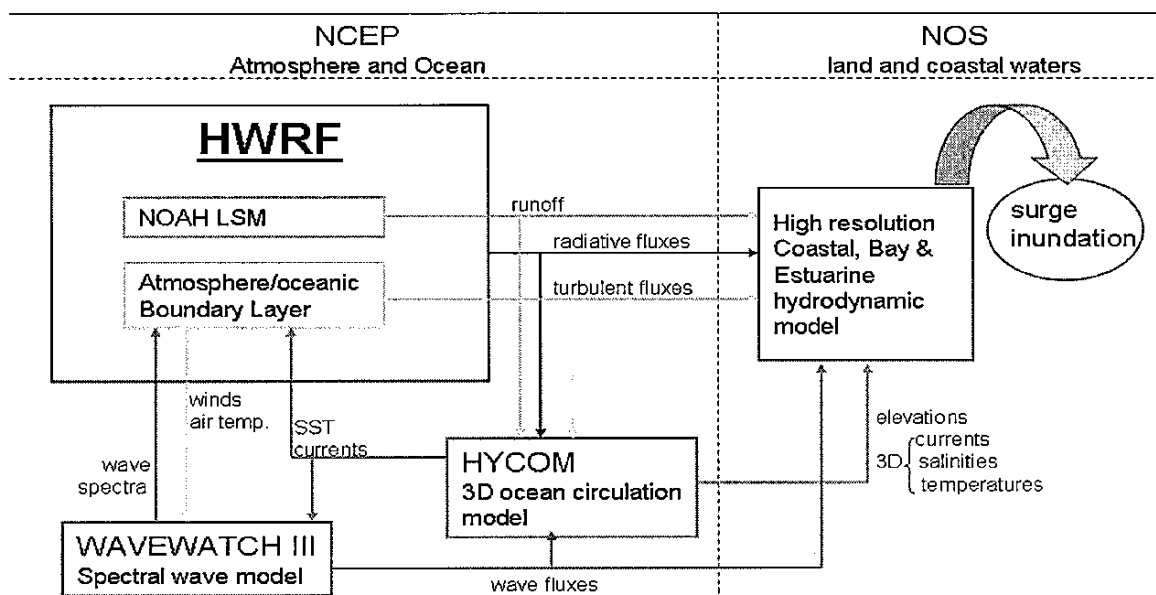 NCEP
Atmosphere and Ocean
NOS
land and coastal waters
HWRF
NOAH LSM
Atmosphere/oceanic
Boundary Layer
runoff
radiative fluxes
turbulent fluxes
High resolution
Coastal, Bay &
Estuarine
hydrodynamic
model
surge
inundation
winds
air temp.
SST
currents
wave
spectra
HYCOM
3D ocean circulation
model
elevations
3D { currents
salinities
temperatures
WAVEWATCH III
Spectral wave model
wave fluxes